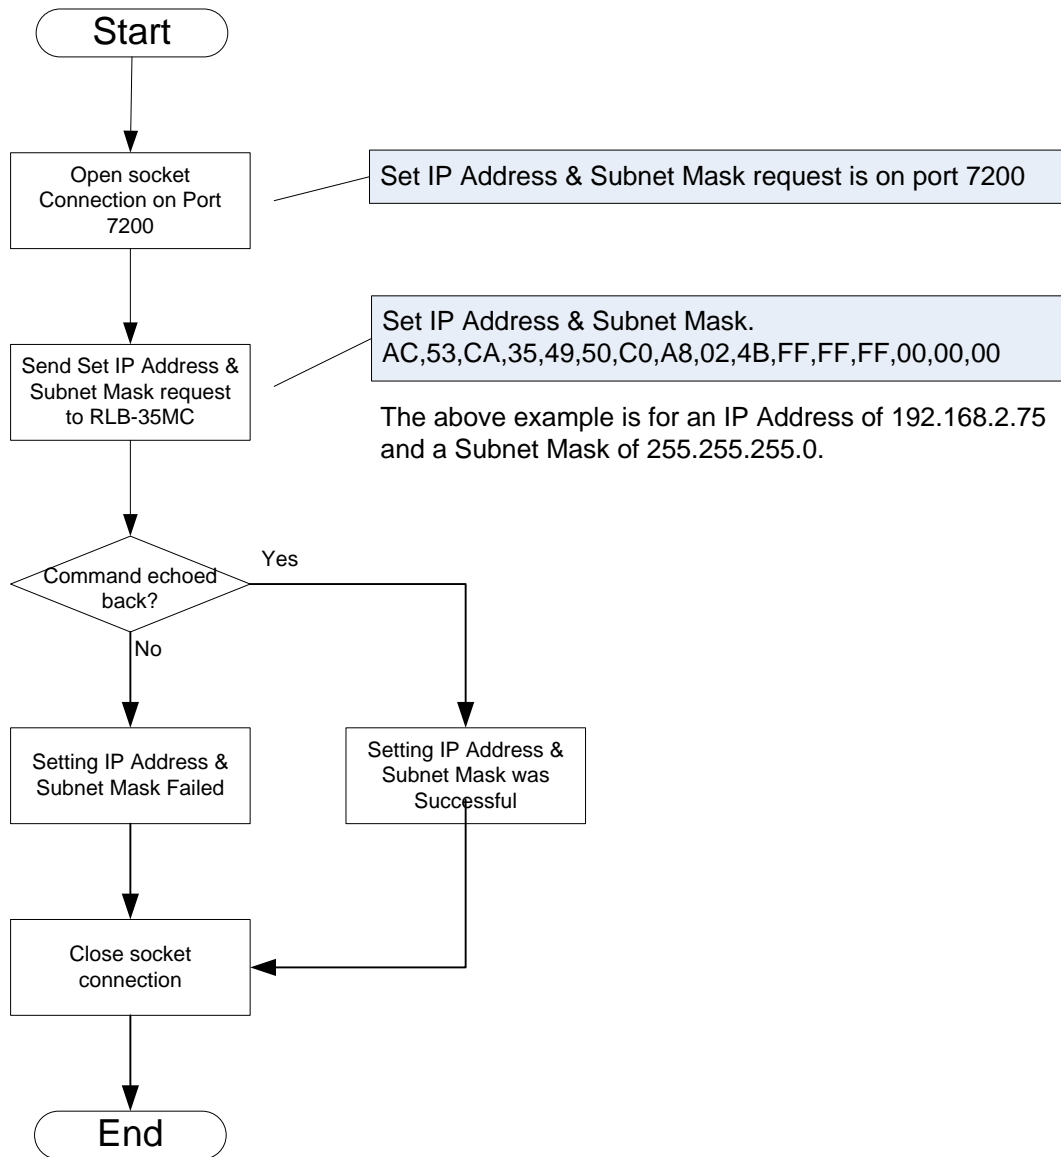 Start
Open socket
Connection on Port
7200
Set IP Address & Subnet Mask request is on port 7200
Send Set IP Address &
Subnet Mask request
to RLB-35MC
Set IP Address & Subnet Mask.
AC,53,CA,35,49,50,C0,A8,02,4B,FF,FF,FF,00,00,00
The above example is for an IP Address of 192.168.2.75
and a Subnet Mask of 255.255.255.0.
Command echoed
back?
Yes
No
Setting IP Address &
Subnet Mask Failed
Setting IP Address &
Subnet Mask was
Successful
Close socket
connection
End